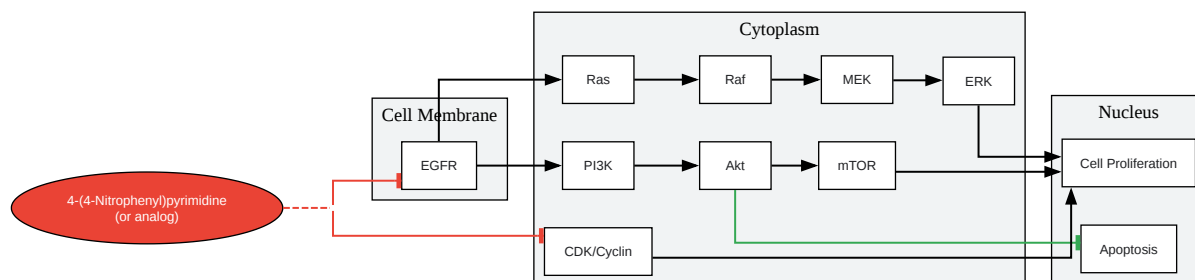 Cytoplasm
Ras
Raf
MEK
ERK
Cell Membrane
Nucleus
EGFR
PI3K
Akt
mTOR
Cell Proliferation
4-(4-Nitrophenyl)pyrimidine
(or analog)
CDK/Cyclin
Apoptosis